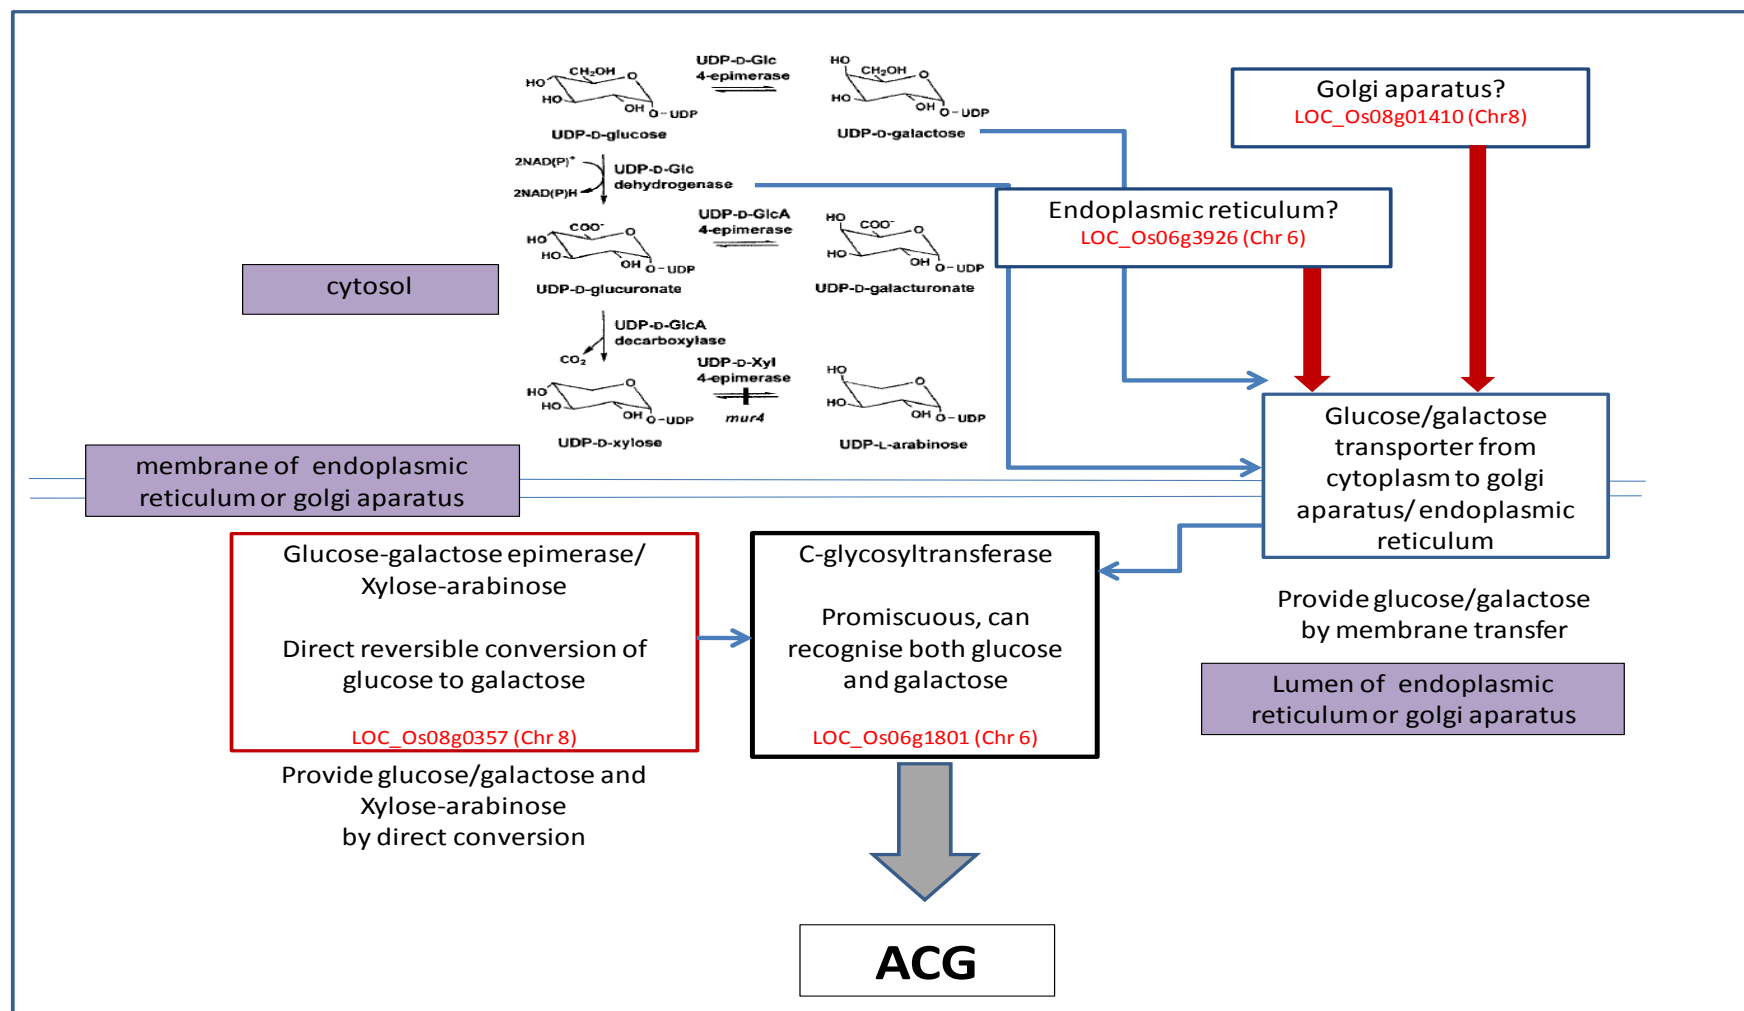 UDP-D-Glc
4-epimerase
HO
CH₂OH
O
HO
HO
OH
O-UDP
UDP-D-glucose
HO
CH₂OH
O
HO
HO
OH
O-UDP
UDP-D-galactose
2NAD(P)⁺
2NAD(P)H
UDP-D-Glc
dehydrogenase
COO⁻
O
HO
HO
OH
O-UDP
UDP-D-glucuronate
UDP-D-GlcA
4-epimerase
HO
COO⁻
O
HO
OH
O-UDP
UDP-D-galacturonate
UDP-D-GlcA
decarboxylase
CO₂
HO
O
HO
OH
O-UDP
UDP-D-xylose
UDP-D-Xyl
4-epimerase
mur4
HO
O
HO
OH
O-UDP
UDP-L-arabinose
Golgi aparatus?
LOC_Os08g01410 (Chr8)
Endoplasmic reticulum?
LOC_Os06g3926 (Chr 6)
cytosol
membrane of endoplasmic
reticulum or golgi aparatus
Glucose/galactose
transporter from
cytoplasm to golgi
aparatus/ endoplasmic
reticulum
Glucose-galactose epimerase/
Xylose-arabinose
Direct reversible conversion of
glucose to galactose
LOC_Os08g0357 (Chr 8)
Provide glucose/galactose and
Xylose-arabinose
by direct conversion
C-glycosyltransferase
Promiscuous, can
recognise both glucose
and galactose
LOC_Os06g1801 (Chr 6)
Provide glucose/galactose
by membrane transfer
Lumen of endoplasmic
reticulum or golgi aparatus
ACG